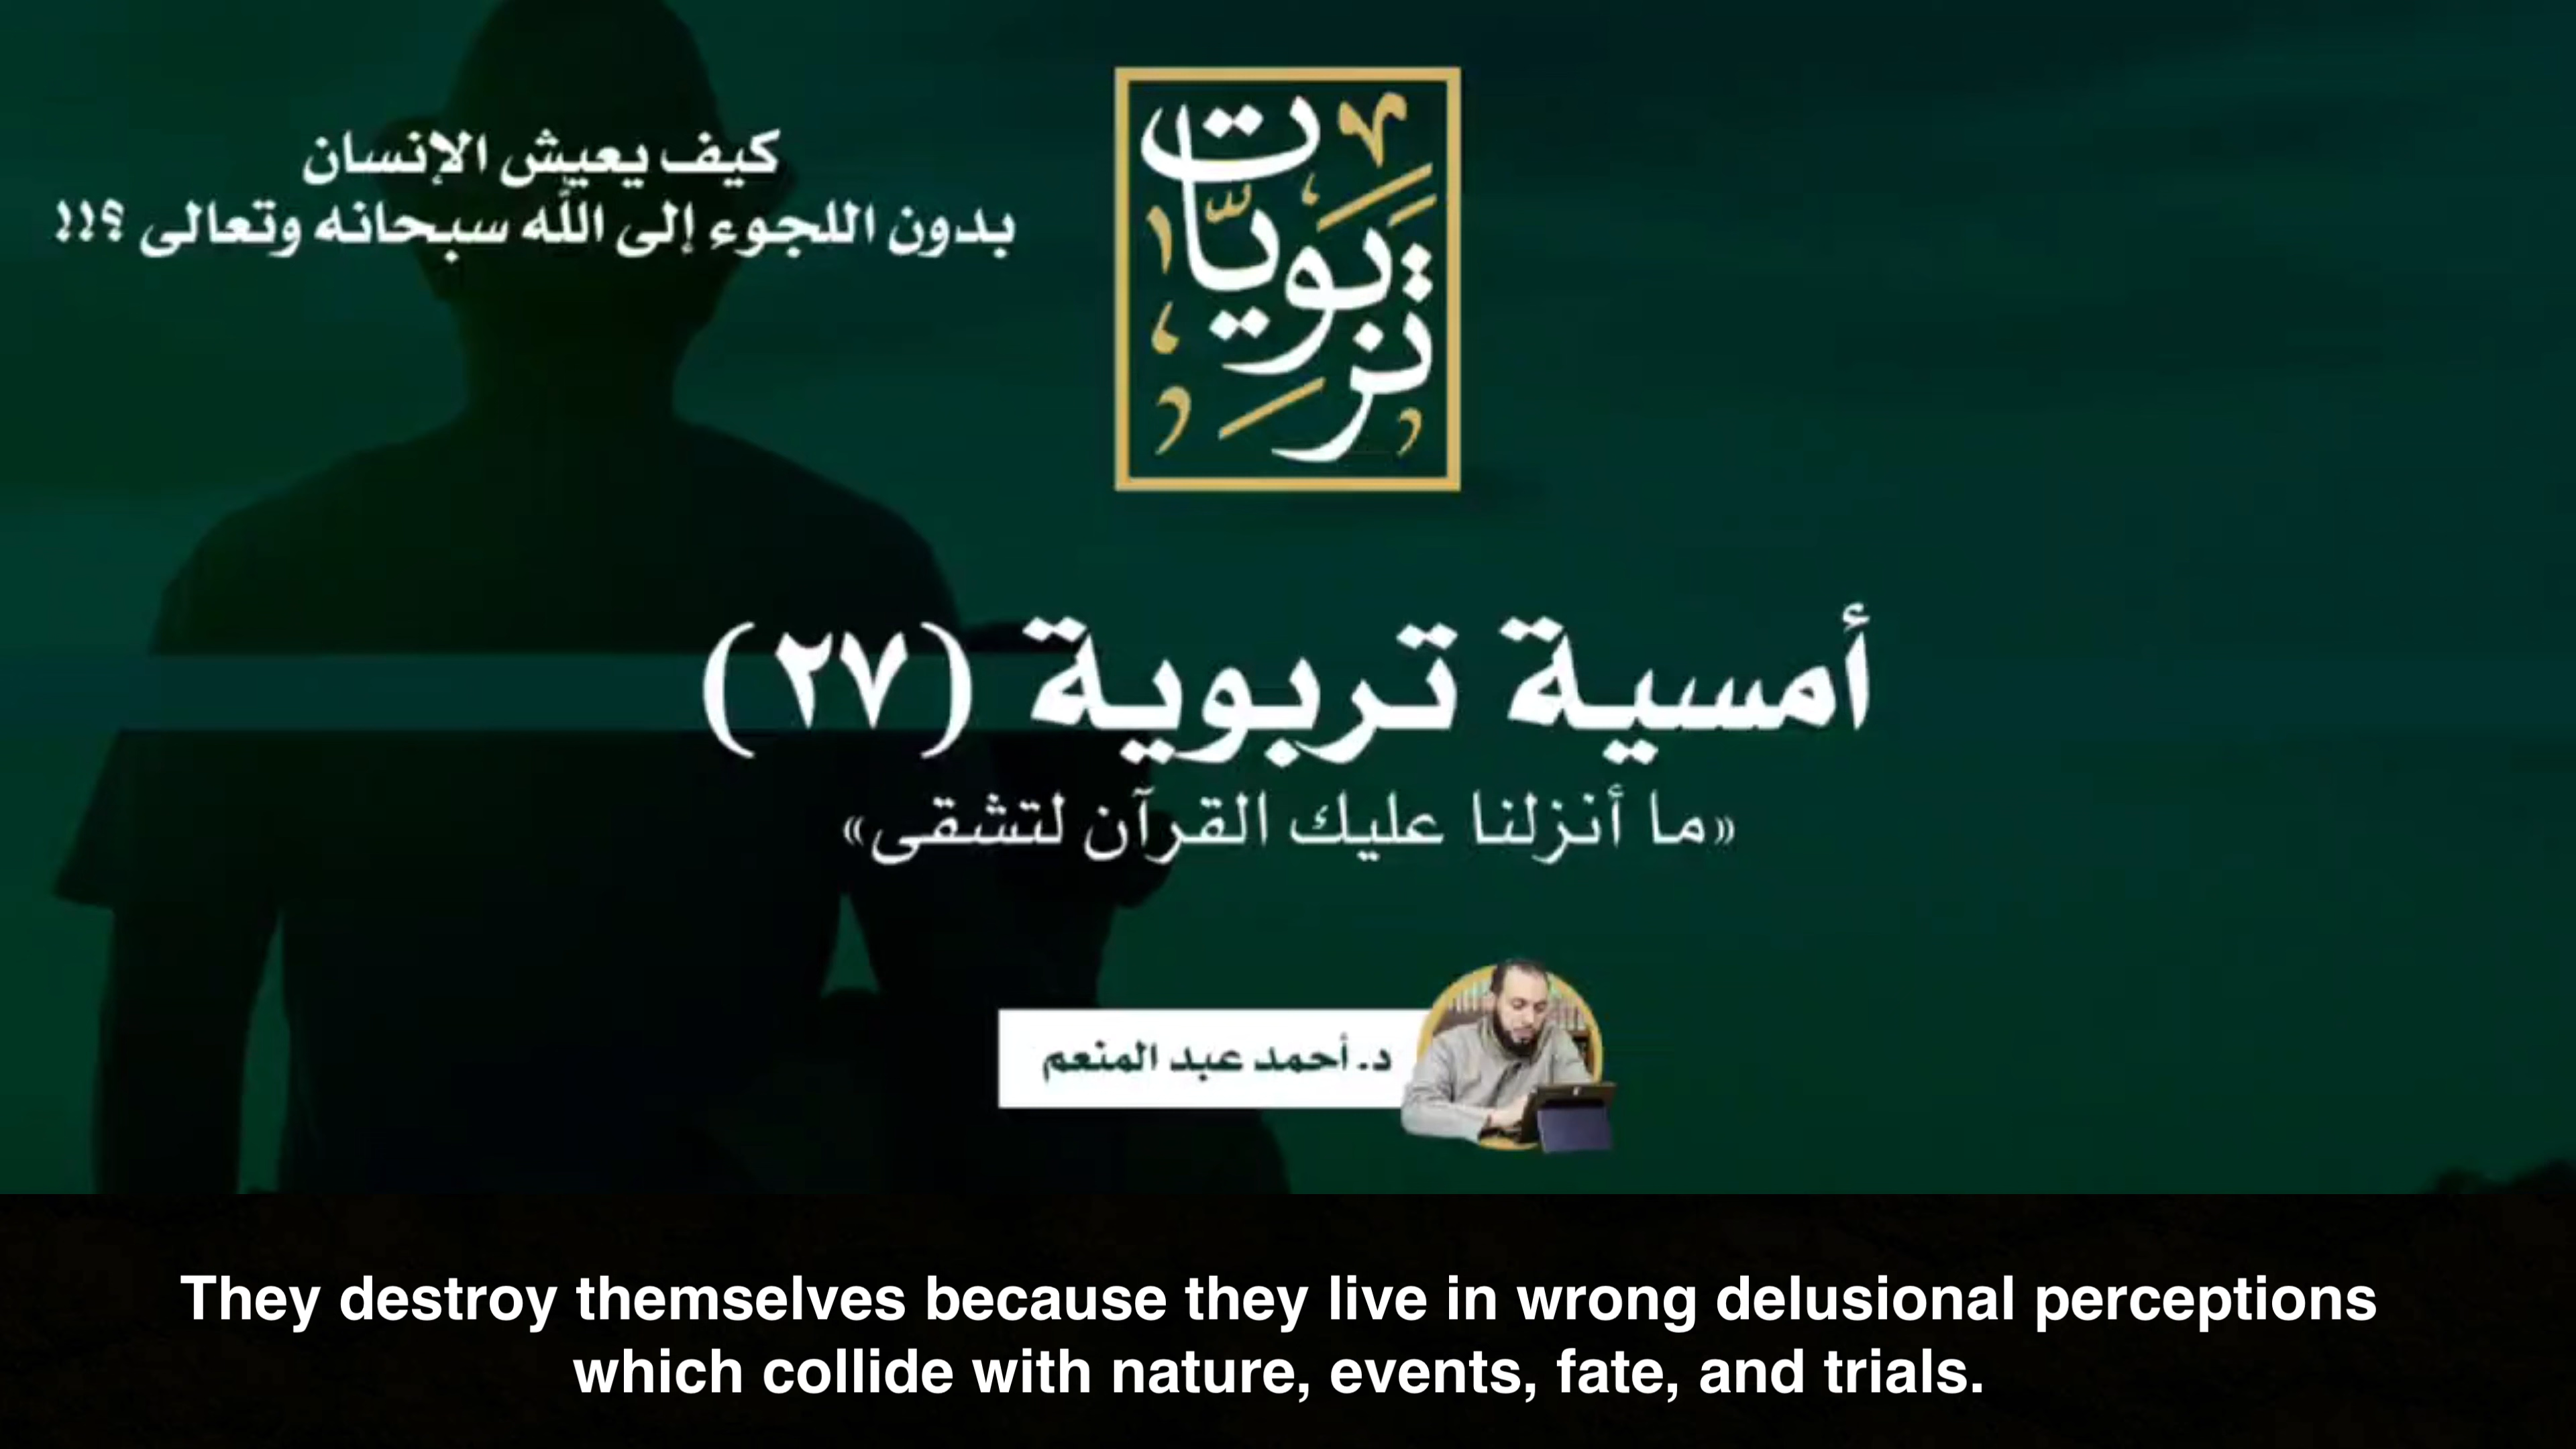 كيف يعيش الإنسان
بدون اللجوء إلى الله سبحانه وتعالى ؟!!
تربويات
أمسية تربوية (٢٧)
«ما أنزلنا عليك القرآن لتشقى»
د. أحمد عبد المنعم
They destroy themselves because they live in wrong delusional perceptions
which collide with nature, events, fate, and trials.